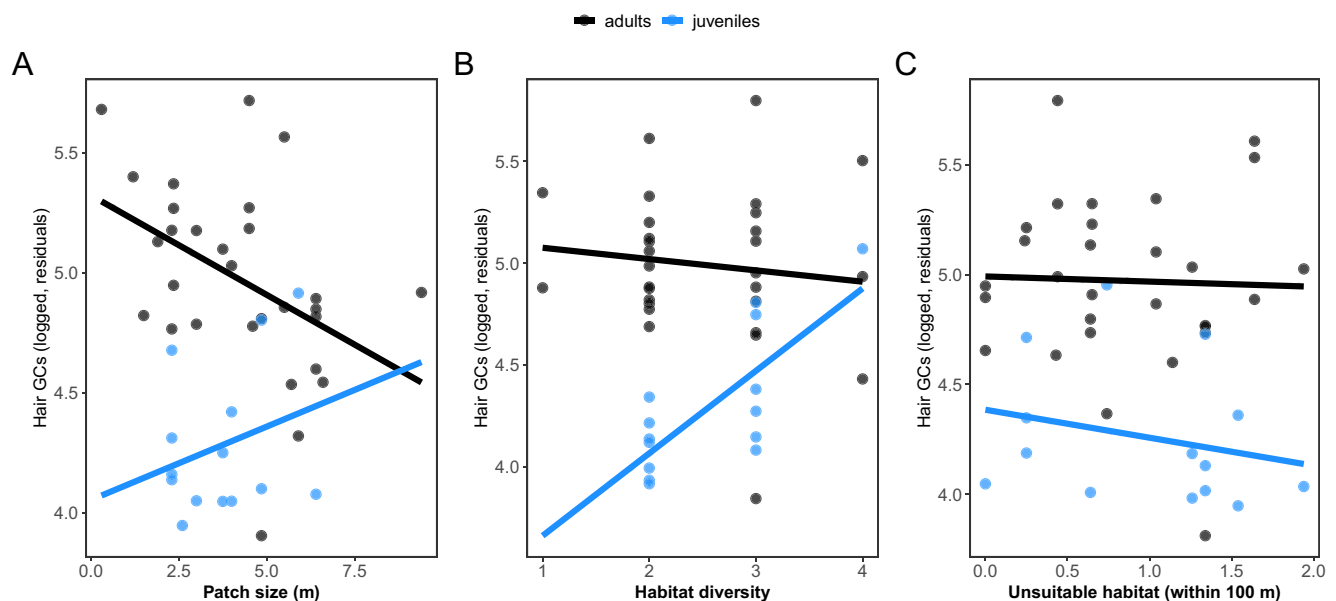 adults juveniles
A B C
Hair GCs (logged, residuals)
5.5
5.0
4.5
4.0
0.0 2.5 5.0 7.5
Patch size (m)
Hair GCs (logged, residuals)
5.5
5.0
4.5
4.0
1 2 3 4
Habitat diversity
Hair GCs (logged, residuals)
5.5
5.0
4.5
4.0
0.0 0.5 1.0 1.5 2.0
Unsuitable habitat (within 100 m)